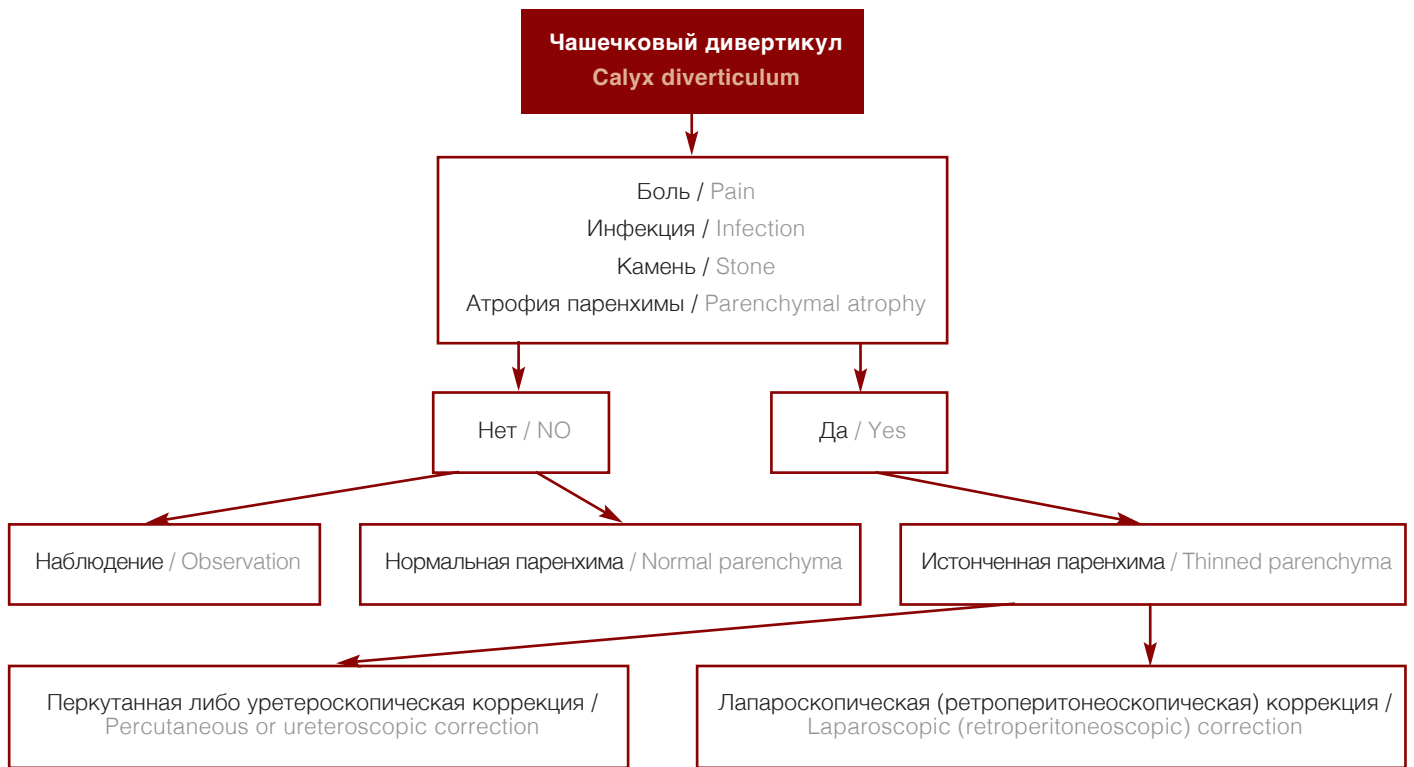 Чашечковый дивертикул
Calyx diverticulum
Боль / Pain
Инфекция / Infection
Камень / Stone
Атрофия паренхимы / Parenchymal atrophy
Нет / NO
Да / Yes
Наблюдение / Observation
Нормальная паренхима / Normal parenchyma
Истонченная паренхима / Thinned parenchyma
Перкутанная либо уретероскопическая коррекция /
Percutaneous or ureteroscopic correction
Лапароскопическая (ретроперитонеоскопическая) коррекция /
Laparoscopic (retroperitoneoscopic) correction